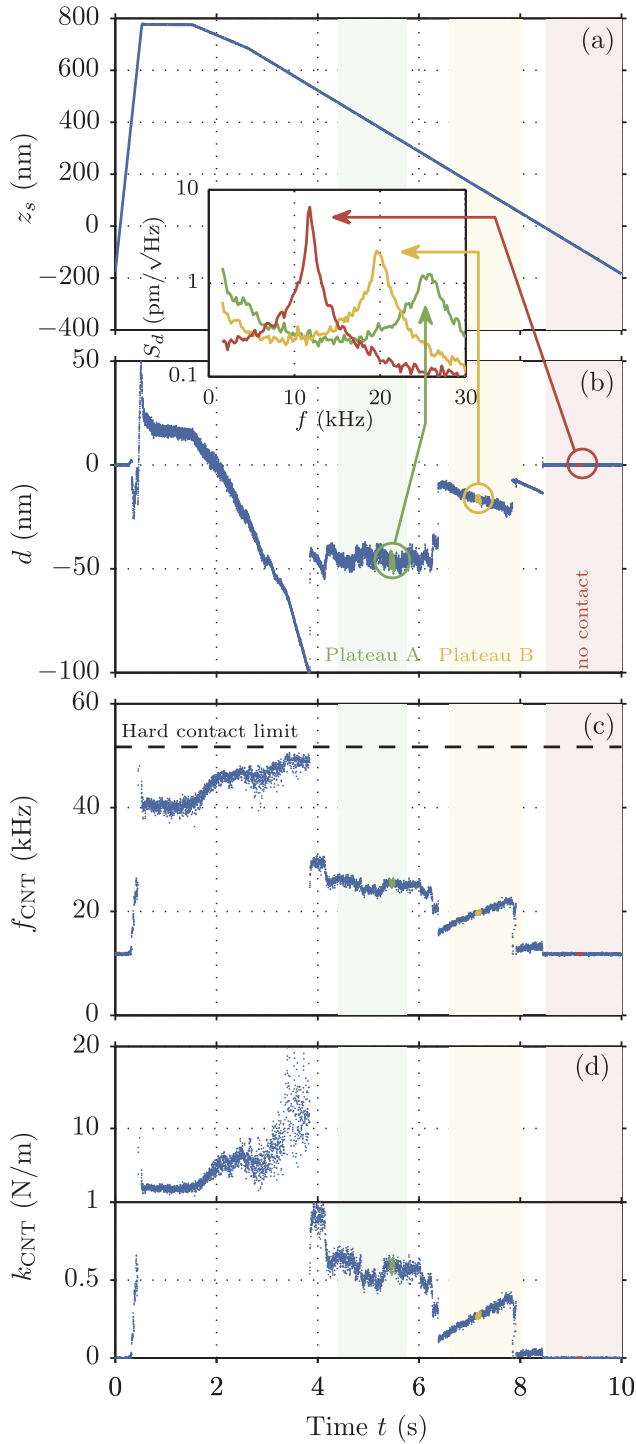 800
(a)
600
400
200
0
−200
−400
z_s (nm)
10
1
0.1
S_d (pm/√Hz)
0 10 20 30
f (kHz)
50
(b)
0
−50
−100
d (nm)
Plateau A Plateau B
no contact
60
(c)
Hard contact limit
40
20
0
f_CNT (kHz)
20
(d)
10
1
0.5
0
k_CNT (N/m)
0 2 4 6 8 10
Time t (s)